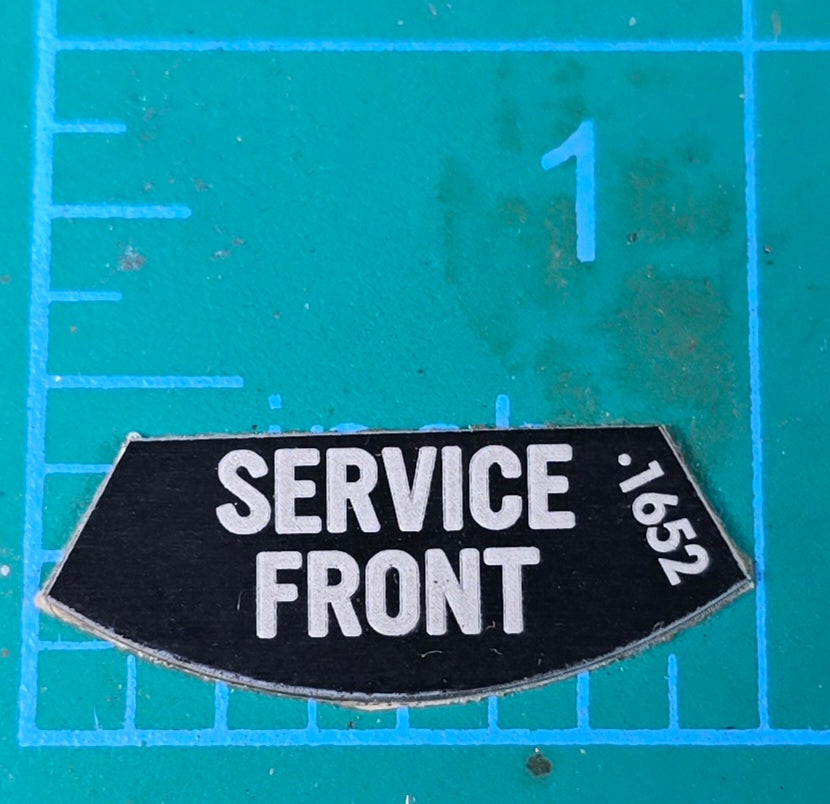 1
SERVICE
FRONT
.1652